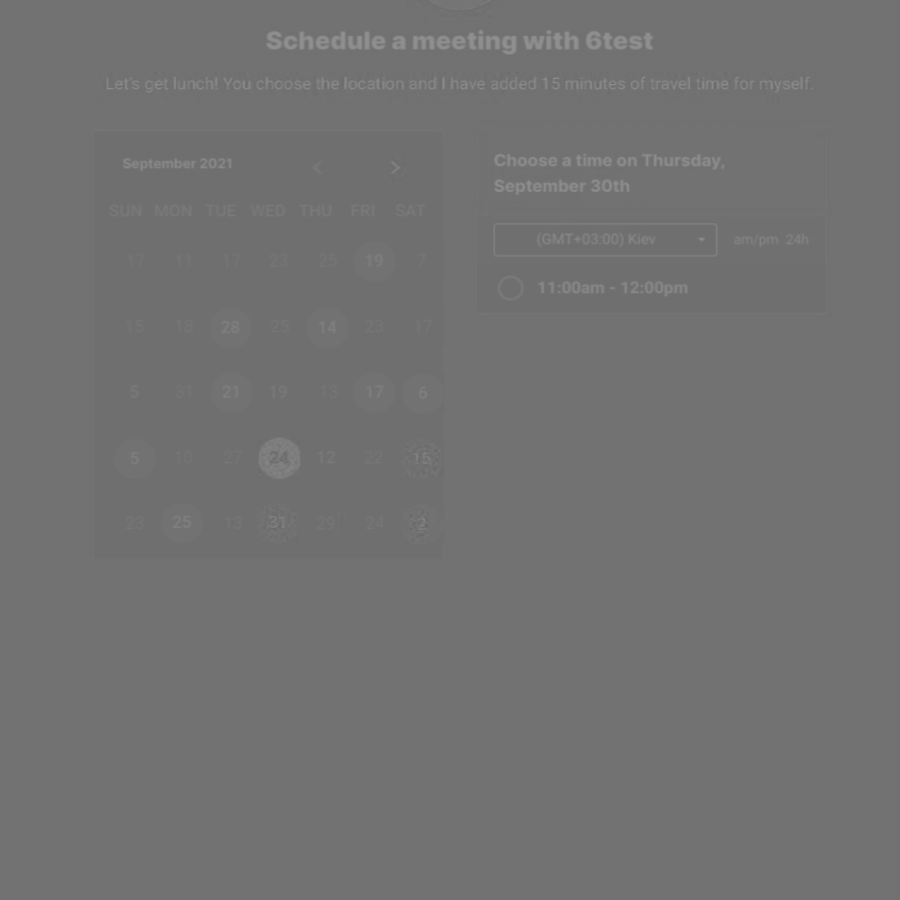 Schedule a meeting with 6test
Let's get lunch! You choose the location and I have added 15 minutes of travel time for myself.
September 2021 < >
SUN MON TUE WED THU FRI SAT
17 11 17 23 25 19 7
15 18 28 25 14 23 17
5 31 21 19 13 17 6
5 10 27 24 12 22 15
23 25 13 31 29 24 2
Choose a time on Thursday,
September 30th
(GMT+03:00) Kiev am/pm 24h
11:00am - 12:00pm